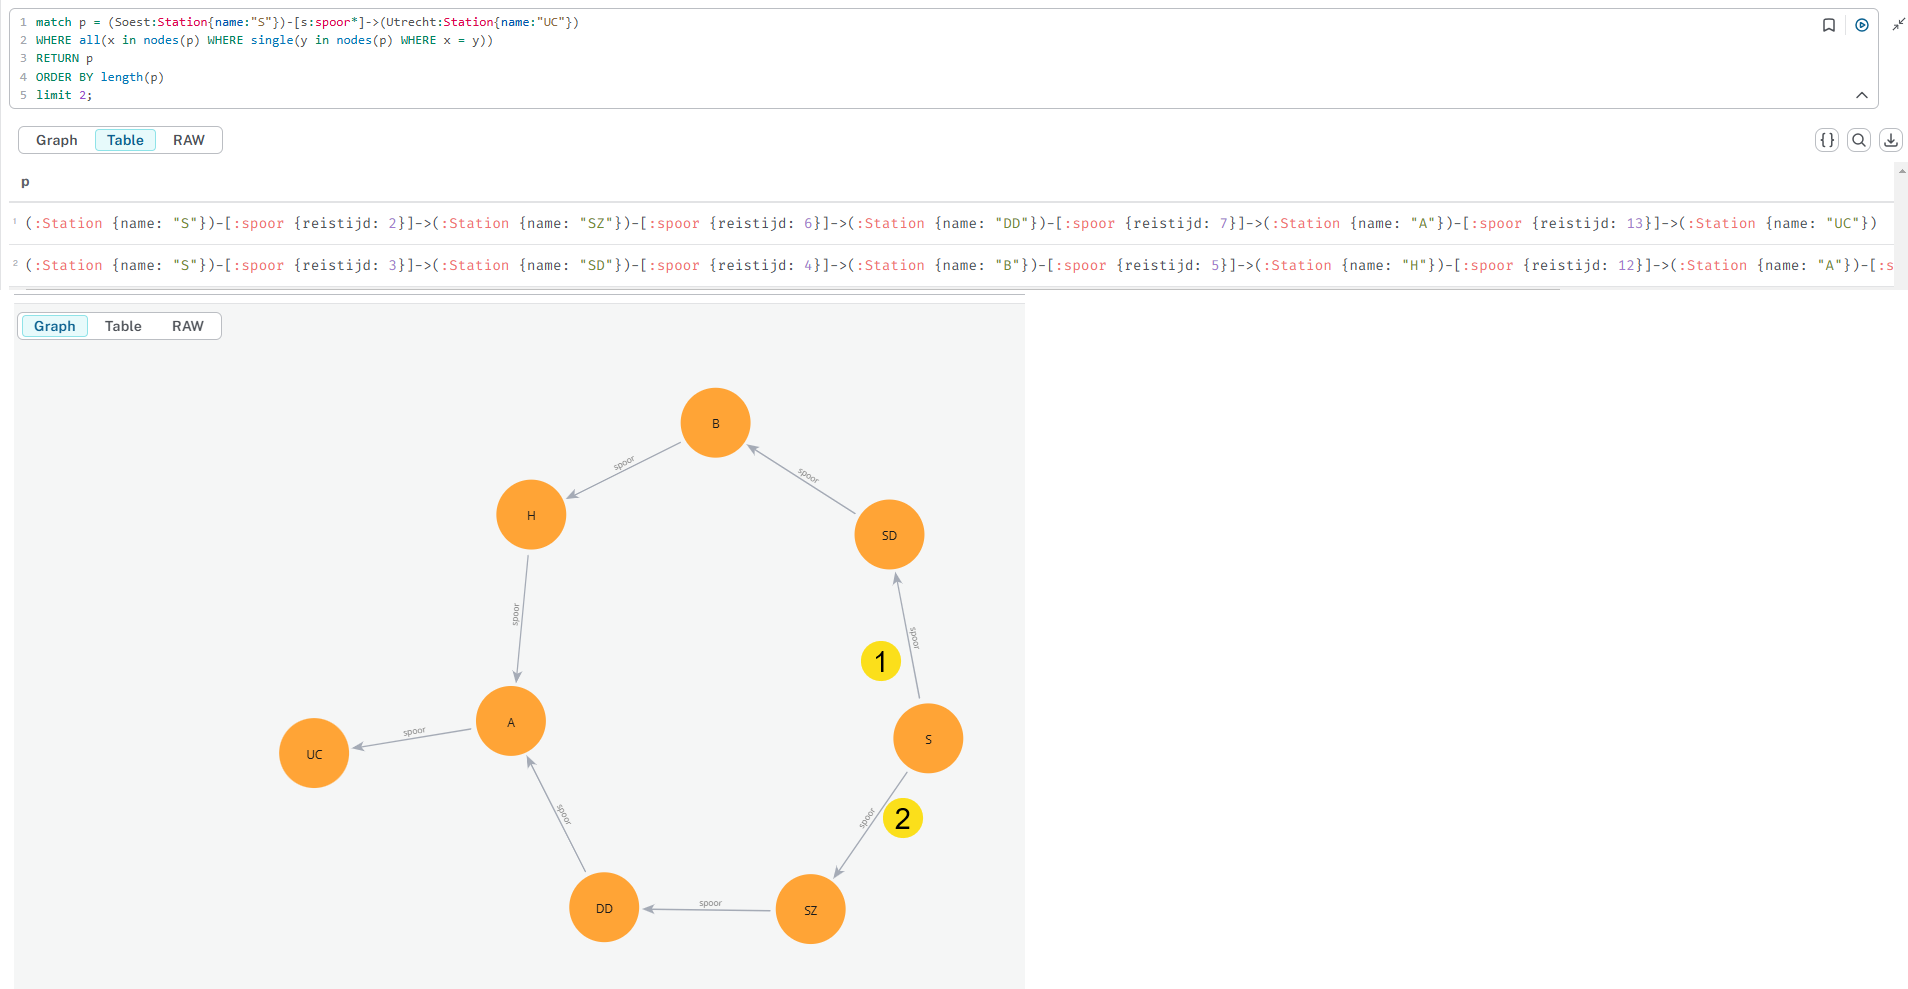 1 match p = (Soest:Station{name:"S"})-[s:spoor*]->(Utrecht:Station{name:"UC"})
2 WHERE all(x in nodes(p) WHERE single(y in nodes(p) WHERE x = y))
3 RETURN p
4 ORDER BY length(p)
5 limit 2;
Graph Table RAW
p
1 (:Station {name: "S"})-[:spoor {reistijd: 2}]->(:Station {name: "SZ"})-[:spoor {reistijd: 6}]->(:Station {name: "DD"})-[:spoor {reistijd: 7}]->(:Station {name: "A"})-[:spoor {reistijd: 13}]->(:Station {name: "UC"})
2 (:Station {name: "S"})-[:spoor {reistijd: 3}]->(:Station {name: "SD"})-[:spoor {reistijd: 4}]->(:Station {name: "B"})-[:spoor {reistijd: 5}]->(:Station {name: "H"})-[:spoor {reistijd: 12}]->(:Station {name: "A"})-[:s
Graph Table RAW
B
spoor
spoor
H
SD
spoor
spoor
1
A
spoor
S
UC
spoor
spoor
2
DD
spoor
SZ